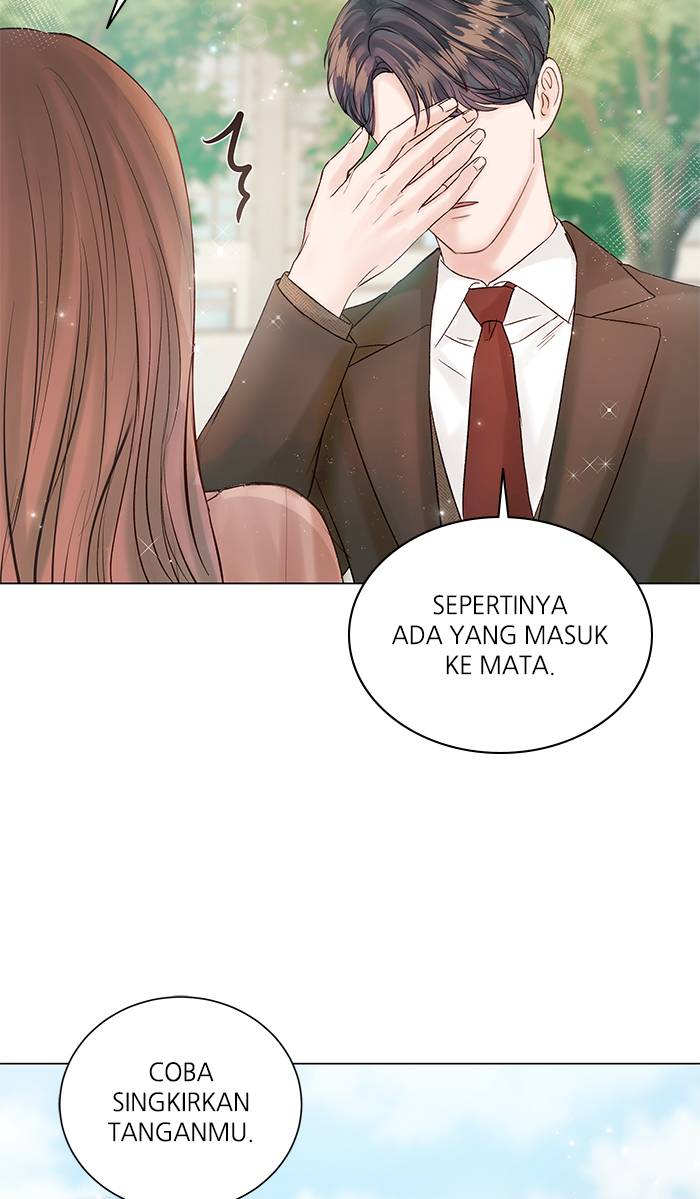 SEPERTINYA
ADA YANG MASUK
KE MATA.
COBA
SINGKIRKAN
TANGANMU.